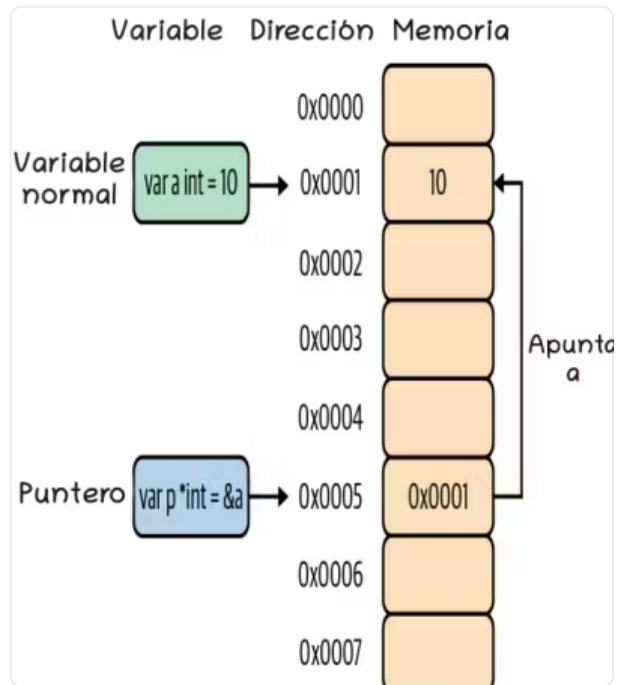 Variable Dirección Memoria
0x0000
Variable
normal
var a int = 10
0x0001
10
0x0002
0x0003
Apunta
a
0x0004
Puntero
var p *int = &a
0x0005
0x0001
0x0006
0x0007